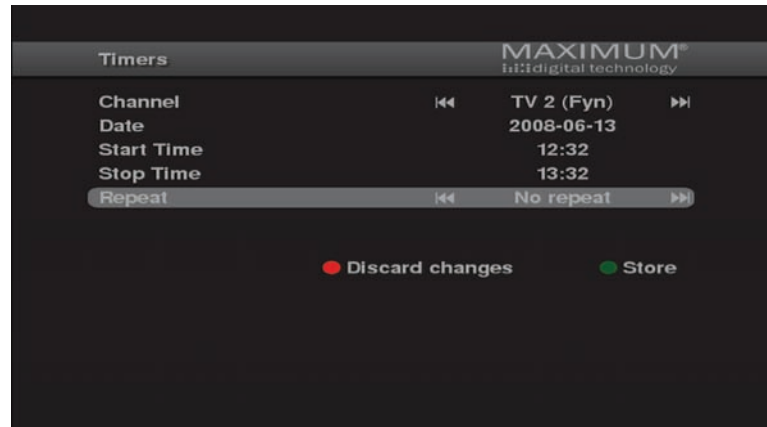 Timers MAXIMUM®
digital technology
Channel TV 2 (Fyn)
Date 2008-06-13
Start Time 12:32
Stop Time 13:32
Repeat No repeat
Discard changes Store